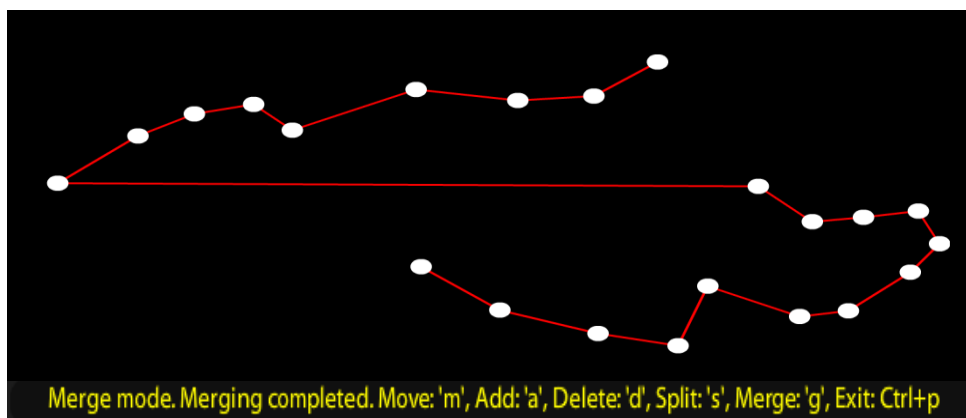 Merge mode. Merging completed. Move: 'm', Add: 'a', Delete: 'd', Split: 's', Merge: 'g', Exit: Ctrl+p